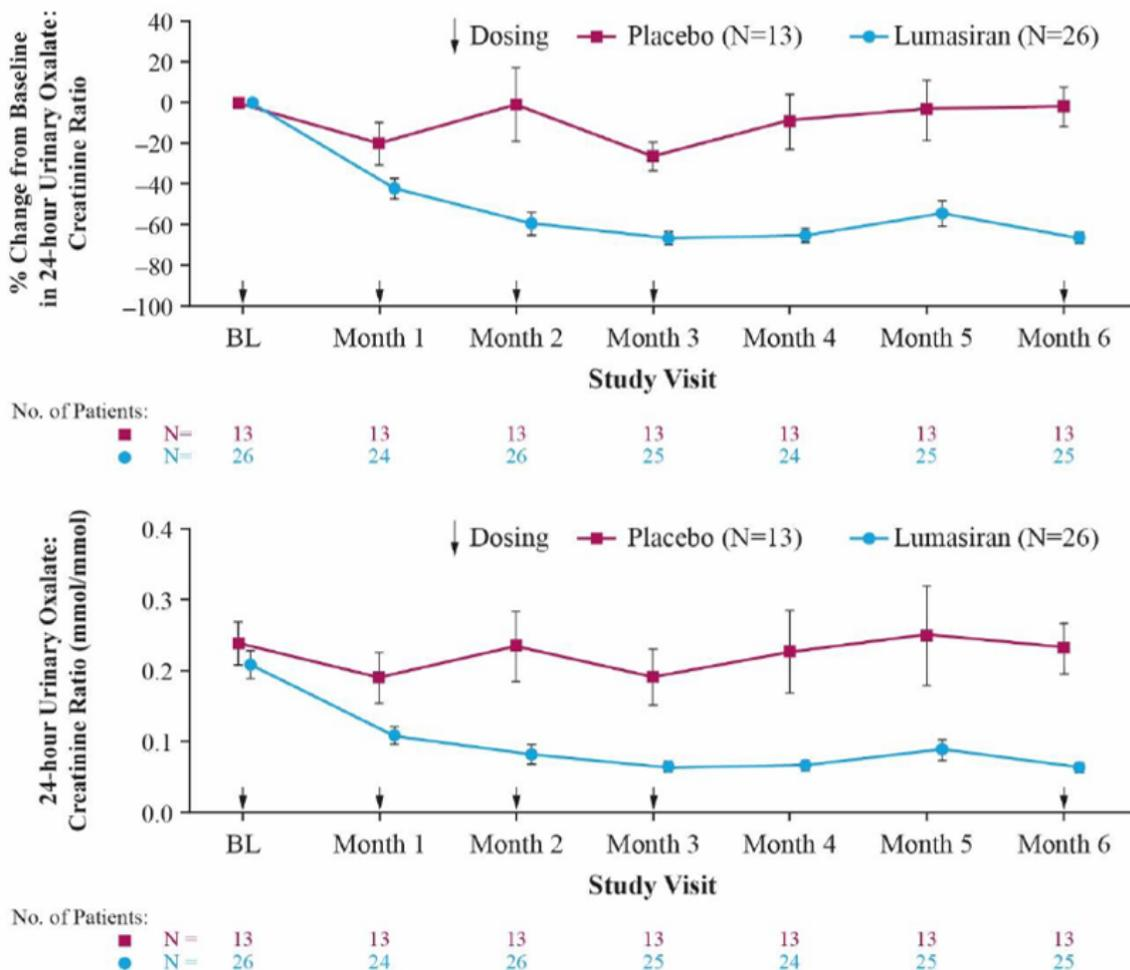 % Change from Baseline
in 24-hour Urinary Oxalate:
Creatinine Ratio
↓ Dosing Placebo (N=13) Lumasiran (N=26)
40
20
0
−20
−40
−60
−80
−100
BL Month 1 Month 2 Month 3 Month 4 Month 5 Month 6
Study Visit
No. of Patients:
N= 13 13 13 13 13 13 13
N= 26 24 26 25 24 25 25
24-hour Urinary Oxalate:
Creatinine Ratio (mmol/mmol)
↓ Dosing Placebo (N=13) Lumasiran (N=26)
0.4
0.3
0.2
0.1
0.0
BL Month 1 Month 2 Month 3 Month 4 Month 5 Month 6
Study Visit
No. of Patients:
N = 13 13 13 13 13 13 13
N = 26 24 26 25 24 25 25